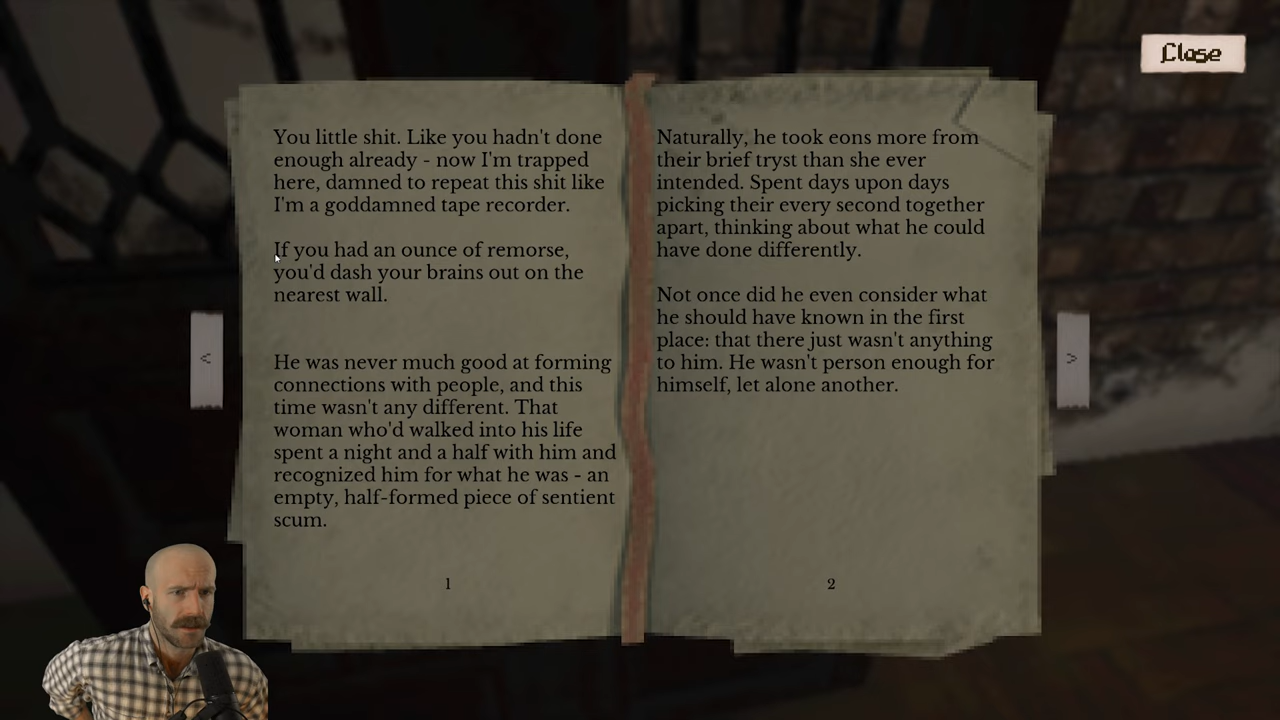 Close
You little shit. Like you hadn't done
enough already - now I'm trapped
here, damned to repeat this shit like
I'm a goddamned tape recorder.
If you had an ounce of remorse,
you'd dash your brains out on the
nearest wall.
He was never much good at forming
connections with people, and this
time wasn't any different. That
woman who'd walked into his life
spent a night and a half with him and
recognized him for what he was - an
empty, half-formed piece of sentient
scum.
1
Naturally, he took eons more from
their brief tryst than she ever
intended. Spent days upon days
picking their every second together
apart, thinking about what he could
have done differently.
Not once did he even consider what
he should have known in the first
place: that there just wasn't anything
to him. He wasn't person enough for
himself, let alone another.
2
<
>